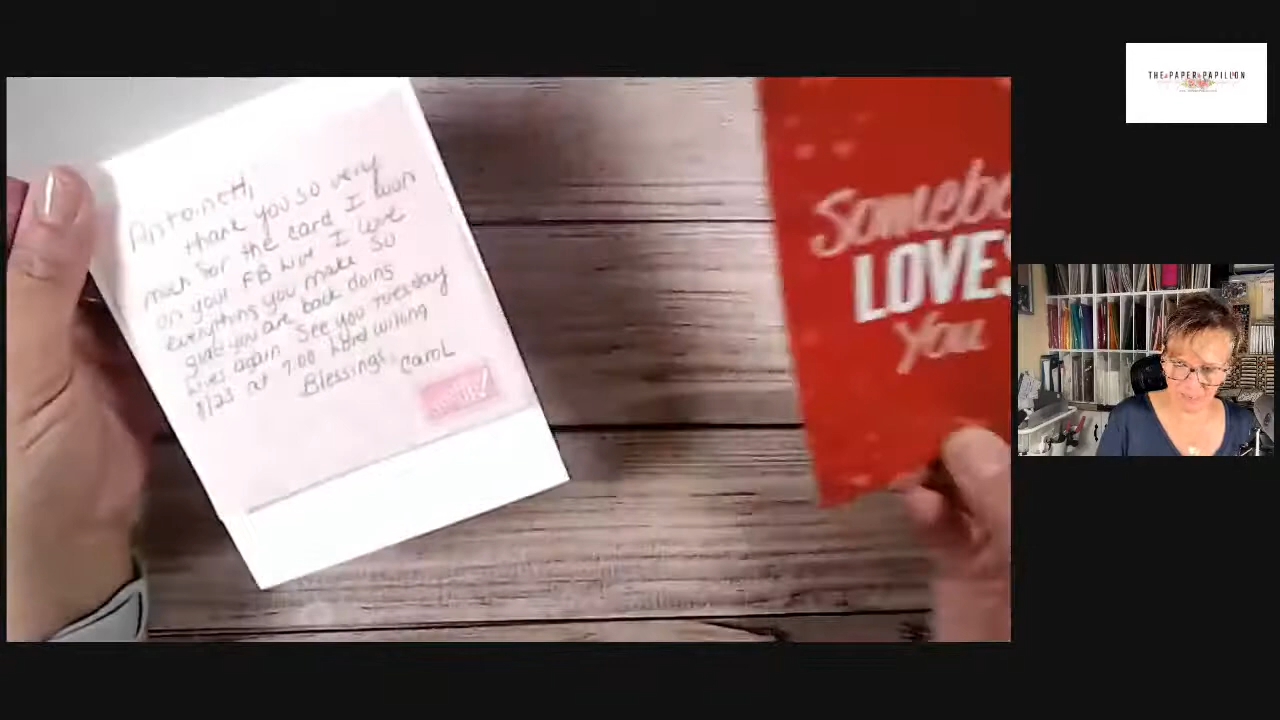 Antoinett,
thank you so very
much for the card I won
on your FB Live I Love
everything you make so
glad you are back doing
Lives again See you Tuesday
8/23 at 7:00 Lord willing
Blessings, Carol
Somebo
LOVES
you
THE PAPER PAPILLON